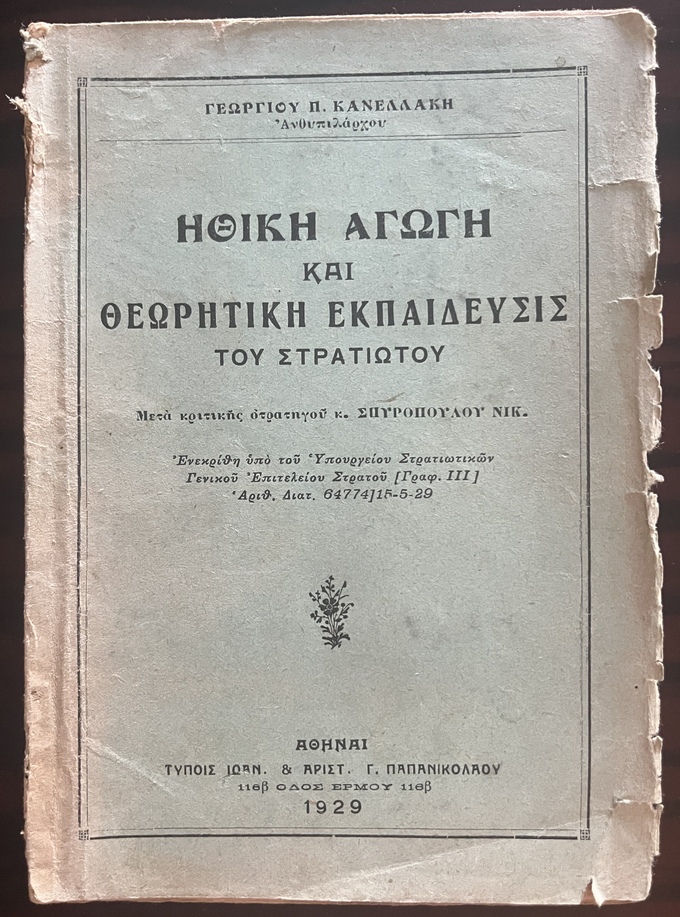 ΓΕΩΡΓΙΟΥ Π. ΚΑΝΕΛΛΑΚΗ
Ἀνθυπιλάρχου
ΗΘΙΚΗ ΑΓΩΓΗ
ΚΑΙ
ΘΕΩΡΗΤΙΚΗ ΕΚΠΑΙΔΕΥΣΙΣ
ΤΟΥ ΣΤΡΑΤΙΩΤΟΥ
Μετὰ κριτικῆς στρατηγοῦ κ. ΣΠΥΡΟΠΟΥΛΟΥ ΝΙΚ.
Ἐνεκρίθη ὑπὸ τοῦ Ὑπουργείου Στρατιωτικῶν
Γενικοῦ Ἐπιτελείου Στρατοῦ [Γραφ. III]
Ἀριθ. Διατ. 64774]15-5-29
ΑΘΗΝΑΙ
ΤΥΠΟΙΣ ΙΩΑΝ. & ΑΡΙΣΤ. Γ. ΠΑΠΑΝΙΚΟΛΑΟΥ
116β ΟΔΟΣ ΕΡΜΟΥ 116β
1929